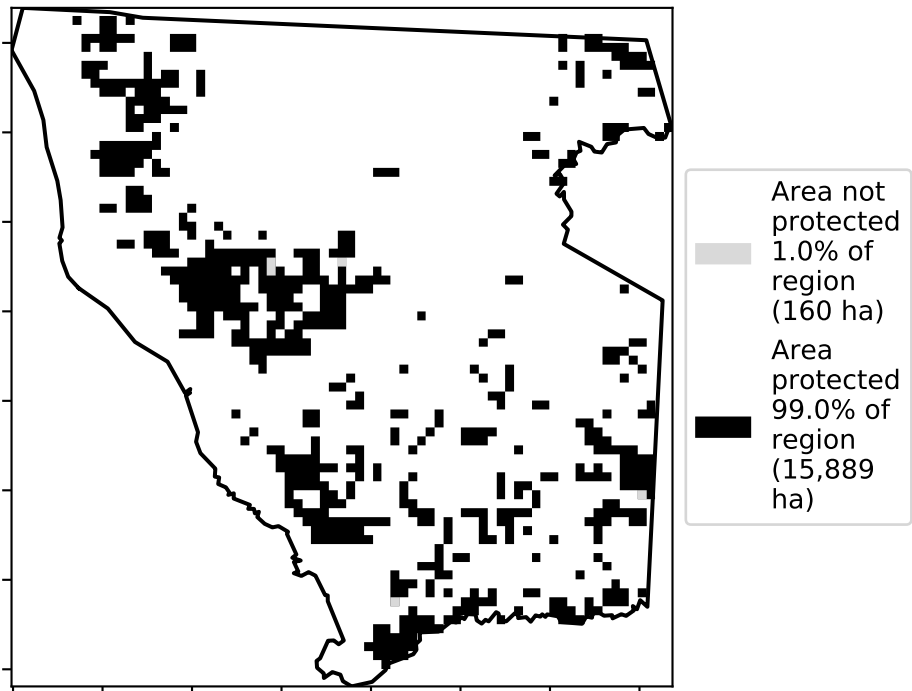 Area not
protected
1.0% of
region
(160 ha)
Area
protected
99.0% of
region
(15,889
ha)